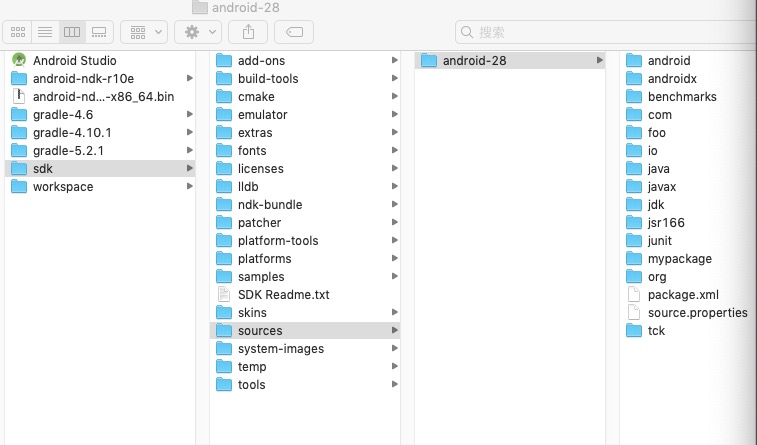 android-28
搜索
Android Studio
android-ndk-r10e
android-nd...-x86_64.bin
gradle-4.6
gradle-4.10.1
gradle-5.2.1
sdk
workspace
add-ons
build-tools
cmake
emulator
extras
fonts
licenses
lldb
ndk-bundle
patcher
platform-tools
platforms
samples
SDK Readme.txt
skins
sources
system-images
temp
tools
android-28
android
androidx
benchmarks
com
foo
io
java
javax
jdk
jsr166
junit
mypackage
org
package.xml
source.properties
tck